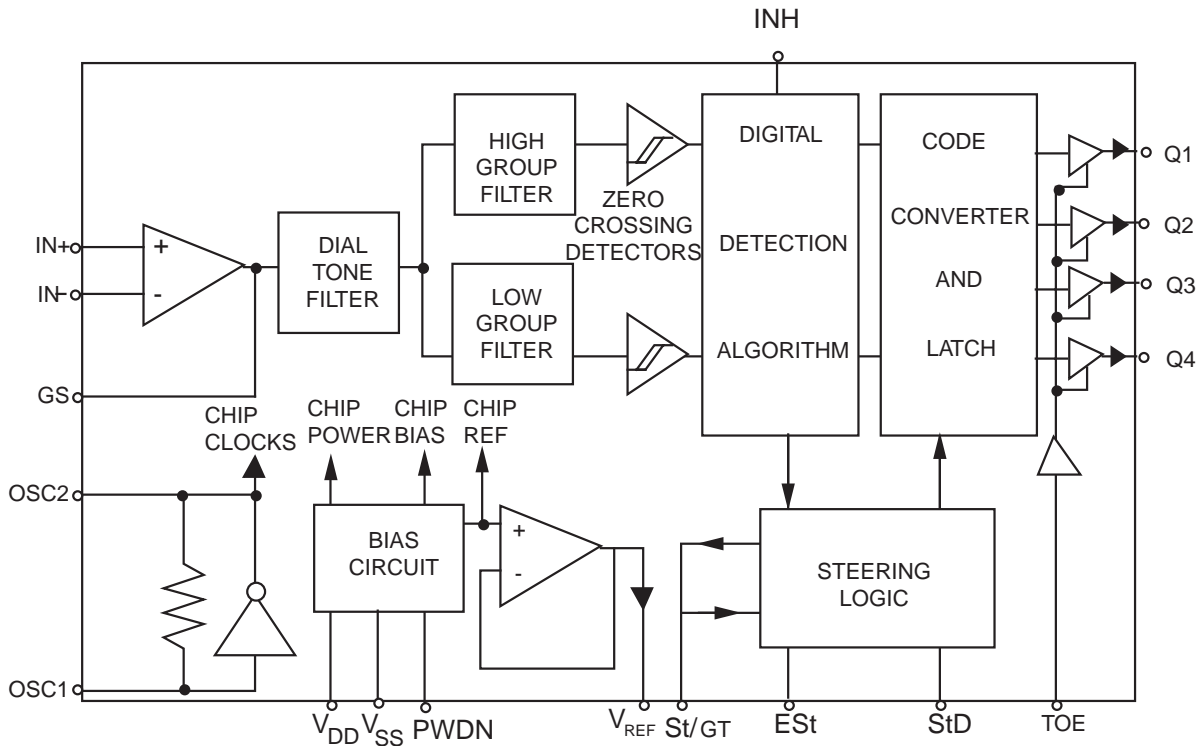 INH
HIGH
GROUP
FILTER
ZERO
CROSSING
DETECTORS
DIGITAL
DETECTION
ALGORITHM
CODE
CONVERTER
AND
LATCH
Q1
Q2
Q3
Q4
IN+
IN-
+
-
DIAL
TONE
FILTER
LOW
GROUP
FILTER
GS
CHIP
CLOCKS
CHIP
POWER
CHIP
BIAS
CHIP
REF
OSC2
BIAS
CIRCUIT
+
-
STEERING
LOGIC
OSC1
VDD
VSS
PWDN
VREF
St/GT
ESt
StD
TOE